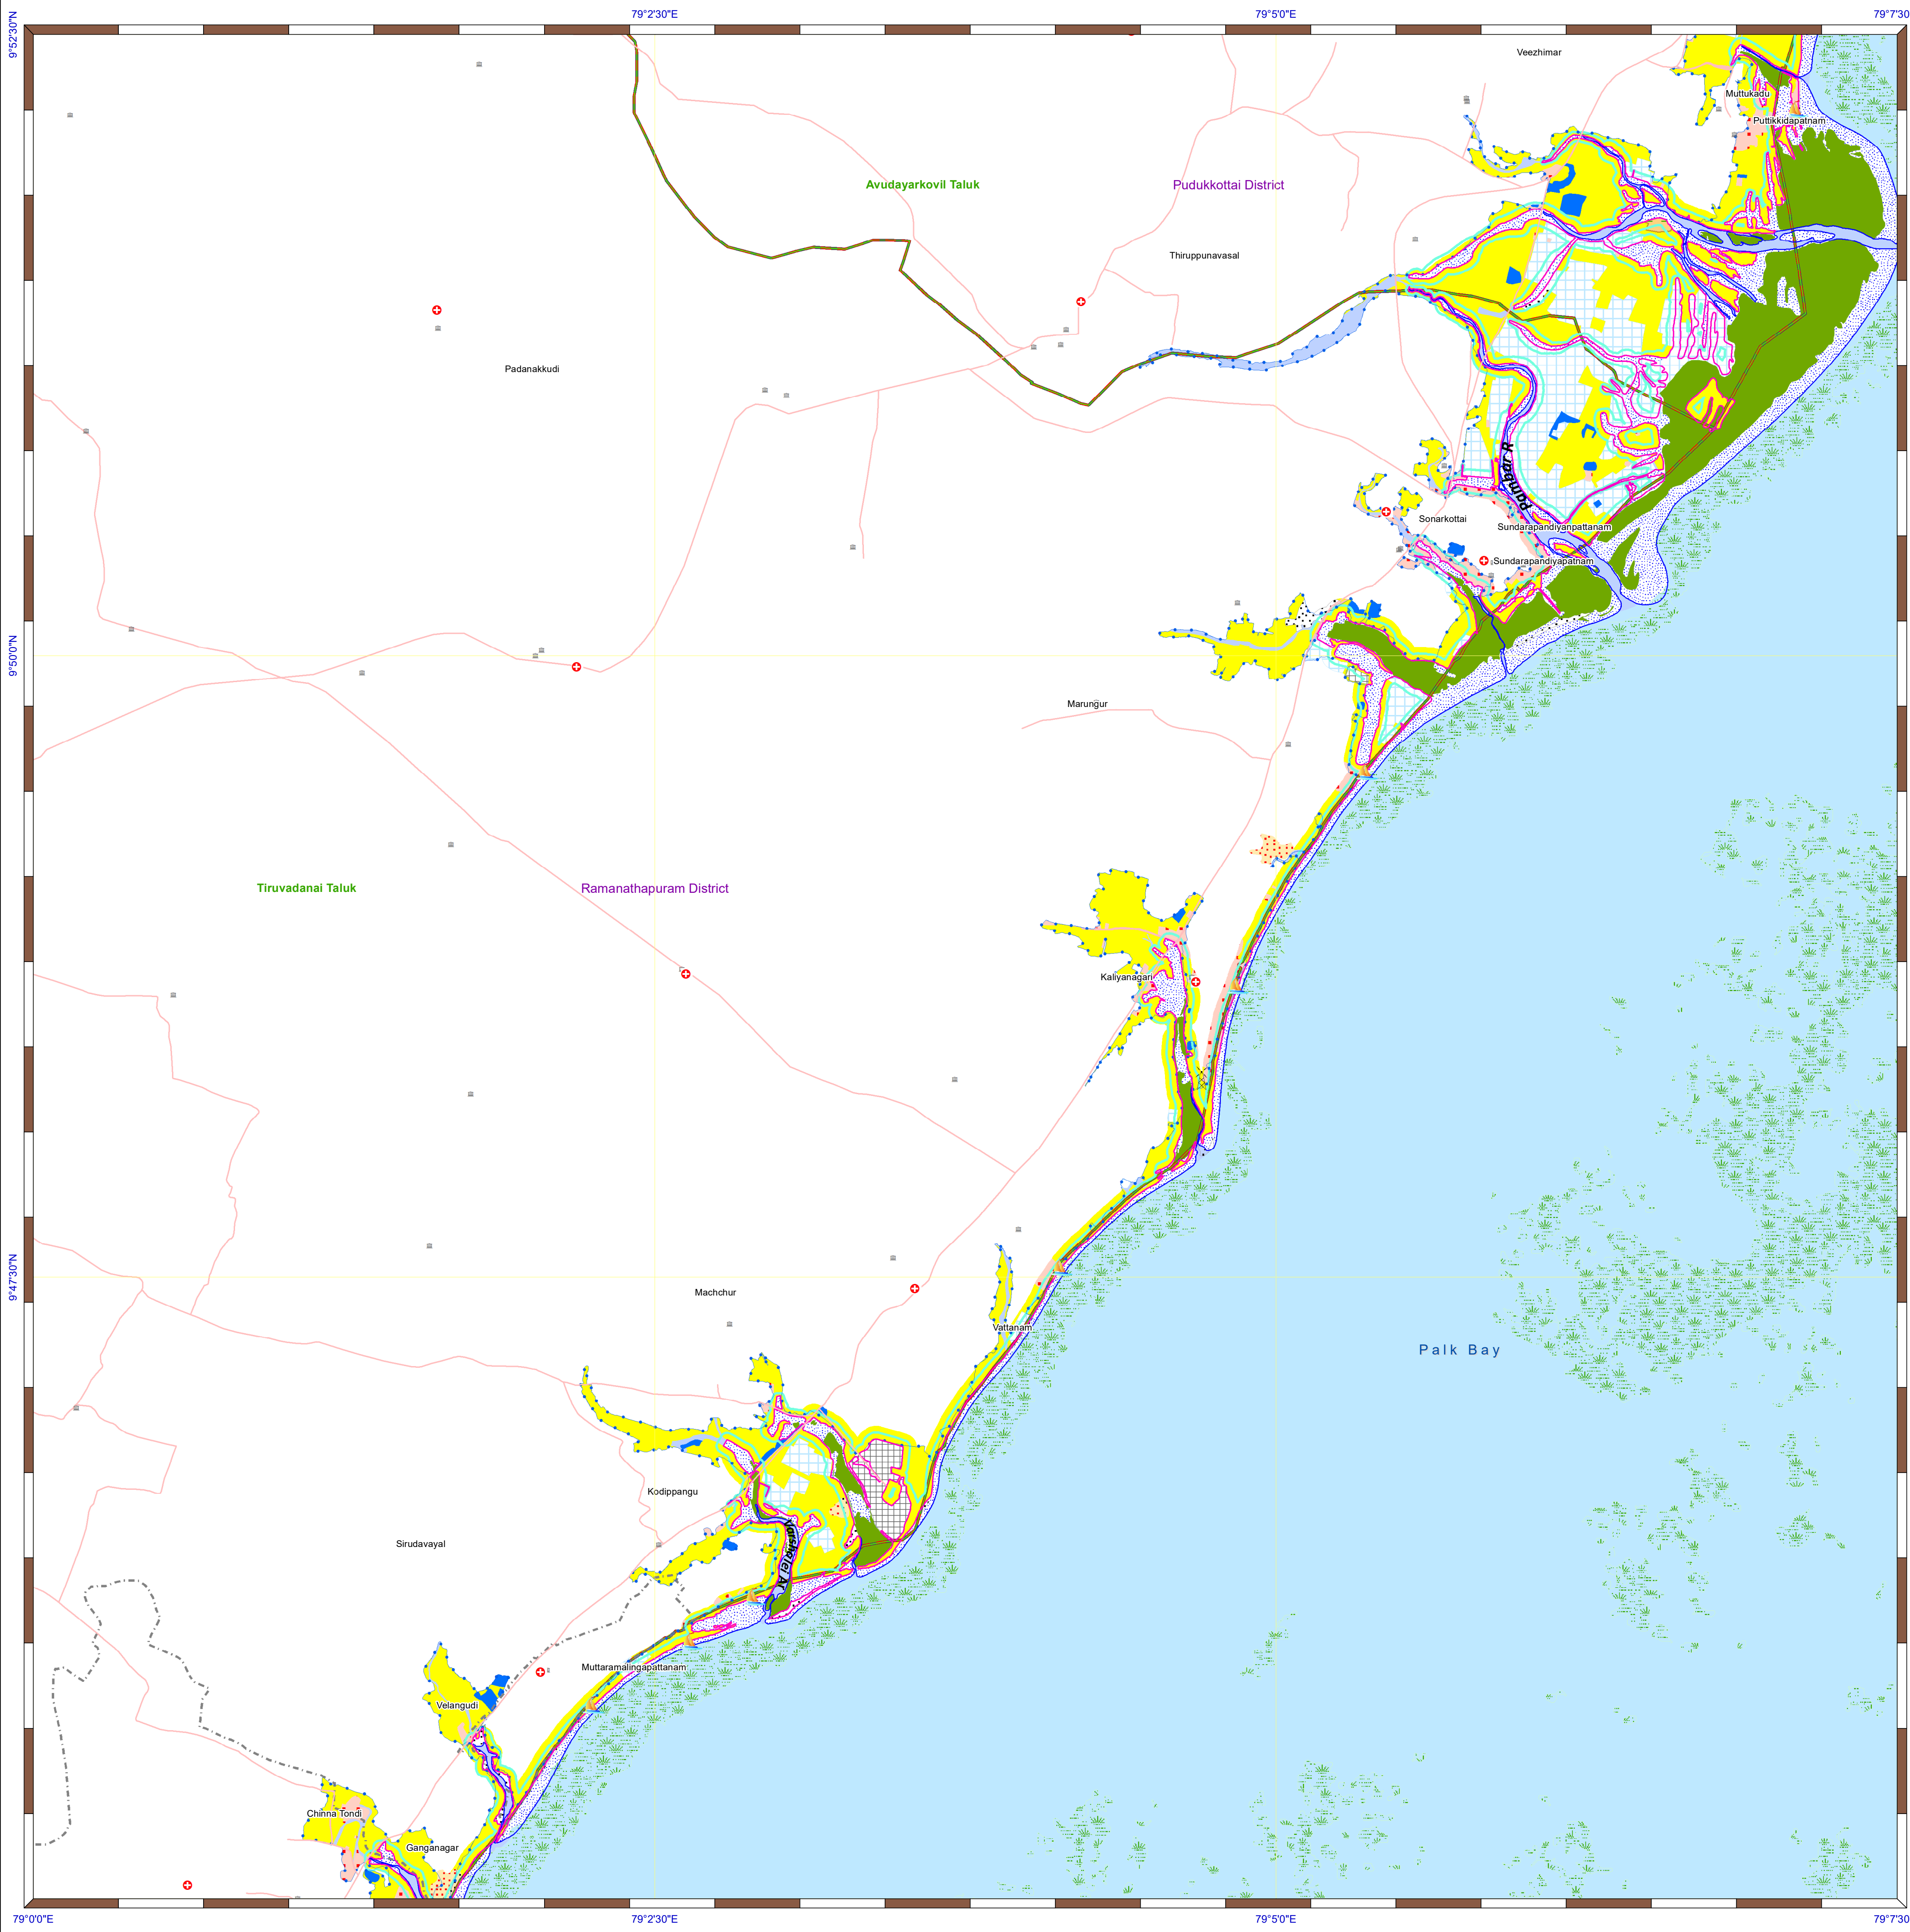 79°2'30"E
79°5'0"E
79°7'30
9°52'30"N
Veezhimar
Muttukadu
Puttikkidapatnam
Avudayarkovil Taluk
Pudukkottai District
Thiruppunavasal
Padanakkudi
Pambar R
Sonarkottai
Sundarapandiyanpattanam
Sundarapandiyapatnam
9°50'0"N
Marungur
Tiruvadanai Taluk
Ramanathapuram District
Kaliyanagari
9°47'30"N
Machchur
Vattanam
Palk Bay
Kodippangu
Sirudavayal
Muttaramalingapattanam
Velangudi
Chinna Tondi
Ganganagar
79°0'0"E
79°2'30"E
79°5'0"E
79°7'30